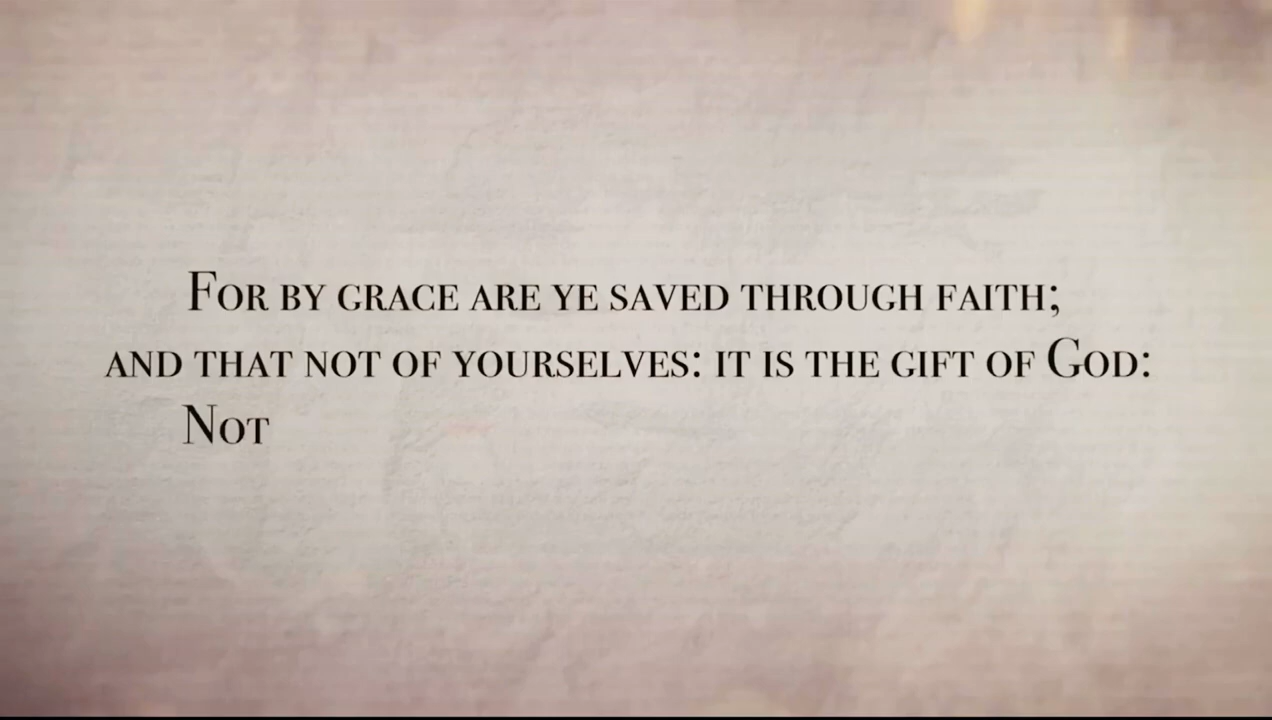 For by grace are ye saved through faith;
and that not of yourselves: it is the gift of God:
Not